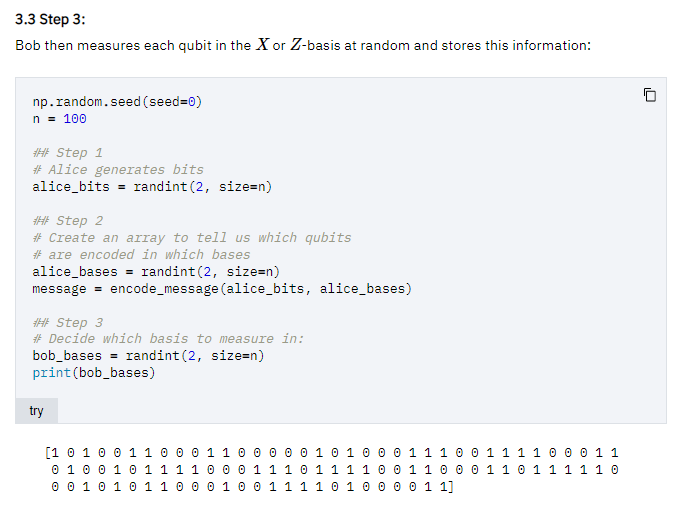 3.3 Step 3:
Bob then measures each qubit in the X or Z-basis at random and stores this information:
np.random.seed(seed=0)
n = 100
## Step 1
# Alice generates bits
alice_bits = randint(2, size=n)
## Step 2
# Create an array to tell us which qubits
# are encoded in which bases
alice_bases = randint(2, size=n)
message = encode_message(alice_bits, alice_bases)
## Step 3
# Decide which basis to measure in:
bob_bases = randint(2, size=n)
print(bob_bases)
try
[1 0 1 0 0 1 1 0 0 0 1 1 0 0 0 0 0 1 0 1 0 0 0 1 1 1 0 0 1 1 1 1 0 0 0 1 1
0 1 0 0 1 0 1 1 1 1 0 0 0 1 1 1 0 1 1 1 1 0 0 1 1 0 0 0 1 1 0 1 1 1 1 1 0
0 0 1 0 1 0 1 1 0 0 0 1 0 0 1 1 1 1 0 1 0 0 0 0 1 1]